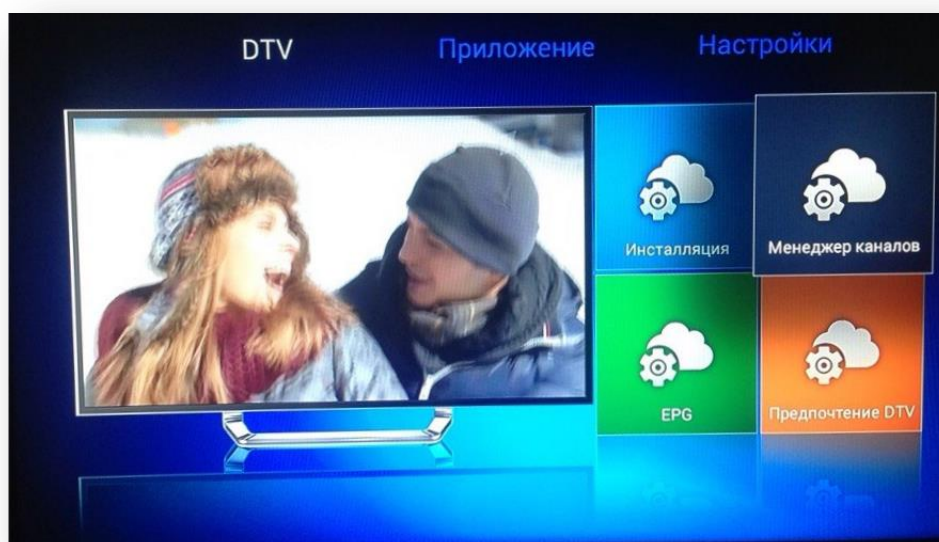 DTV
Приложение
Настройки
Инсталляция
Менеджер каналов
EPG
Предпочтение DTV